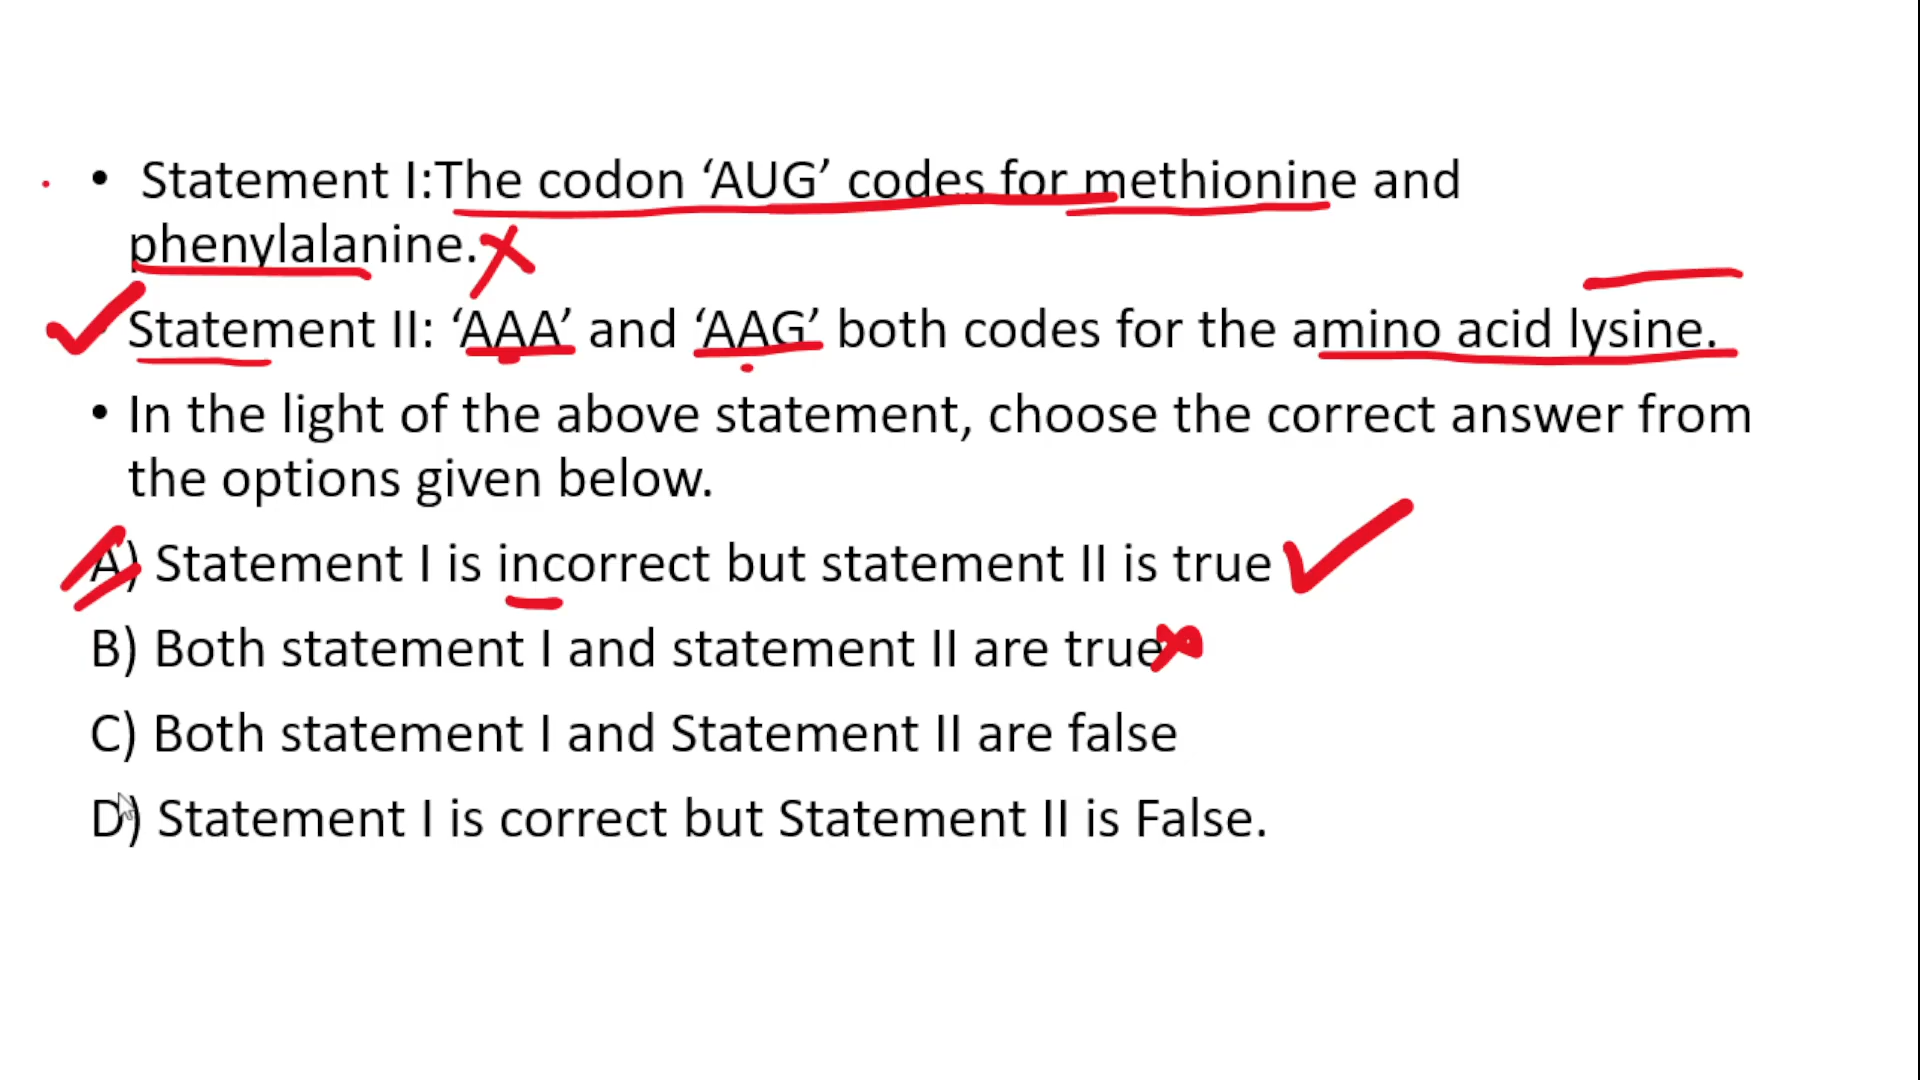 • Statement I:The codon ‘AUG’ codes for methionine and
phenylalanine.
Statement II: ‘AAA’ and ‘AAG’ both codes for the amino acid lysine.
• In the light of the above statement, choose the correct answer from
the options given below.
A) Statement I is incorrect but statement II is true
B) Both statement I and statement II are true
C) Both statement I and Statement II are false
D) Statement I is correct but Statement II is False.